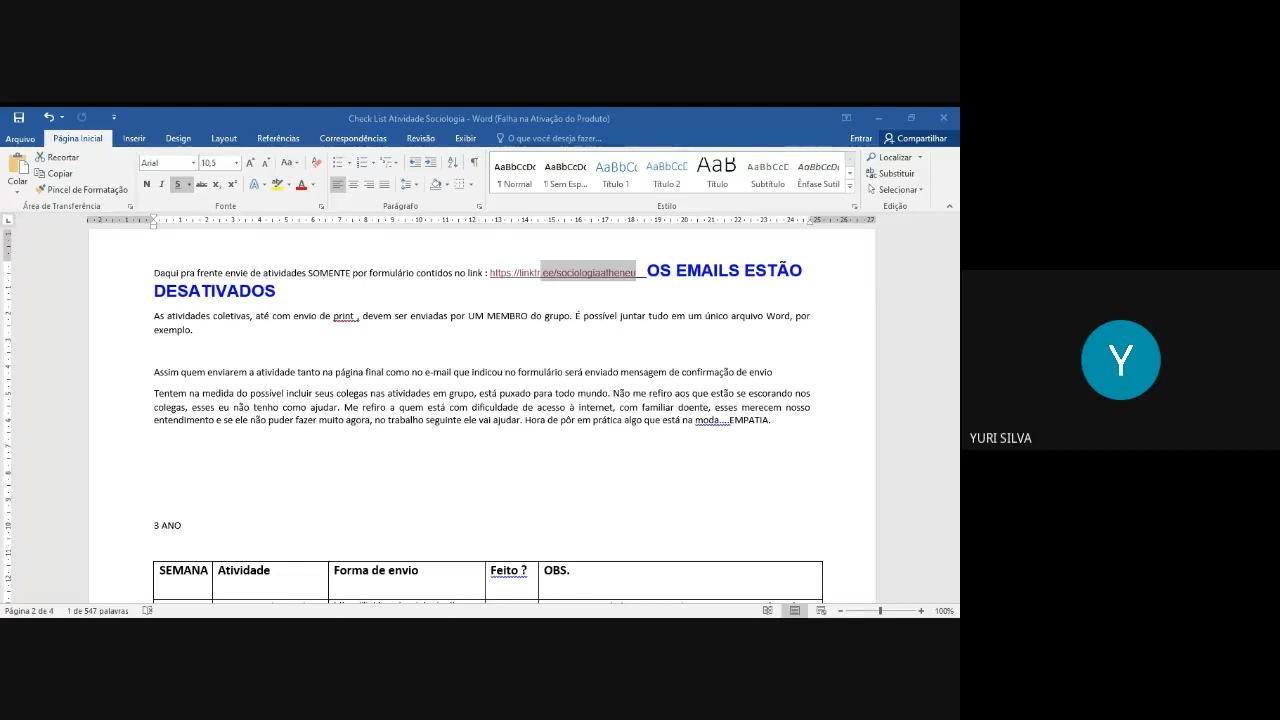 Check List Atividade Sociologia - Word (Falha na Ativação do Produto)
Arquivo Página Inicial Inserir Design Layout Referências Correspondências Revisão Exibir O que você deseja fazer... Entrar Compartilhar
Colar Recortar Copiar Pincel de Formatação
Arial 10,5
N I S abc x₂ x²
AaBbCcDc AaBbCcDc AaBbCc AaBbCcC AaB AaBbCcD AaBbCcDc
¶ Normal ¶ Sem Esp... Título 1 Título 2 Título Subtítulo Ênfase Sutil
Localizar
Substituir
Selecionar
Área de Transferência Fonte Parágrafo Estilo Edição
Daqui pra frente envie de atividades SOMENTE por formulário contidos no link : https://linktr.ee/sociologiaatheneu OS EMAILS ESTÃO
DESATIVADOS
As atividades coletivas, até com envio de print , devem ser enviadas por UM MEMBRO do grupo. É possível juntar tudo em um único arquivo Word, por
exemplo.
Assim quem enviarem a atividade tanto na página final como no e-mail que indicou no formulário será enviado mensagem de confirmação de envio
Tentem na medida do possível incluir seus colegas nas atividades em grupo, está puxado para todo mundo. Não me refiro aos que estão se escorando nos
colegas, esses eu não tenho como ajudar. Me refiro a quem está com dificuldade de acesso à internet, com familiar doente, esses merecem nosso
entendimento e se ele não puder fazer muito agora, no trabalho seguinte ele vai ajudar. Hora de pôr em prática algo que está na moda....EMPATIA.
3 ANO
SEMANA Atividade Forma de envio Feito ? OBS.
Página 2 de 4 1 de 547 palavras 100%
Y
YURI SILVA